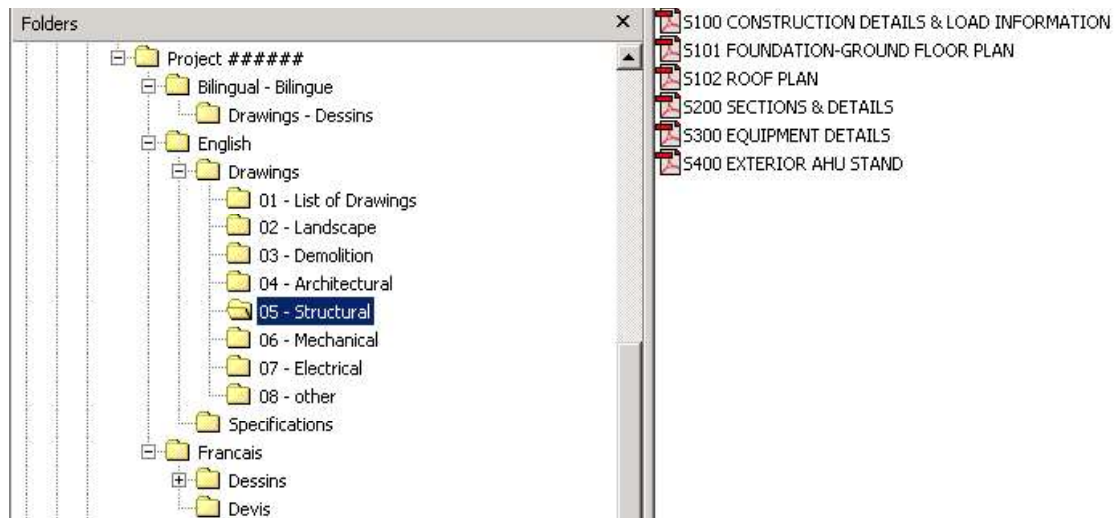 Folders
Project ######
Bilingual - Bilingue
Drawings - Dessins
English
Drawings
01 - List of Drawings
02 - Landscape
03 - Demolition
04 - Architectural
05 - Structural
06 - Mechanical
07 - Electrical
08 - other
Specifications
Francais
Dessins
Devis
S100 CONSTRUCTION DETAILS & LOAD INFORMATION
S101 FOUNDATION-GROUND FLOOR PLAN
S102 ROOF PLAN
S200 SECTIONS & DETAILS
S300 EQUIPMENT DETAILS
S400 EXTERIOR AHU STAND